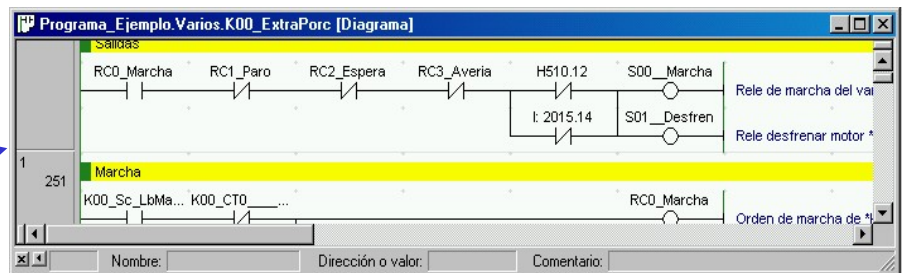 Programa_Ejemplo.Varios.K00_ExtraPorc [Diagrama]
Salidas
RC0_Marcha RC1_Paro RC2_Espera RC3_Averia H510.12 S00__Marcha
Rele de marcha del var
I: 2015.14 S01__Desfren
Rele desfrenar motor *
1
251
Marcha
K00_Sc_LbMa... K00_CT0____... RC0_Marcha
Orden de marcha de
Nombre: Dirección o valor: Comentario: